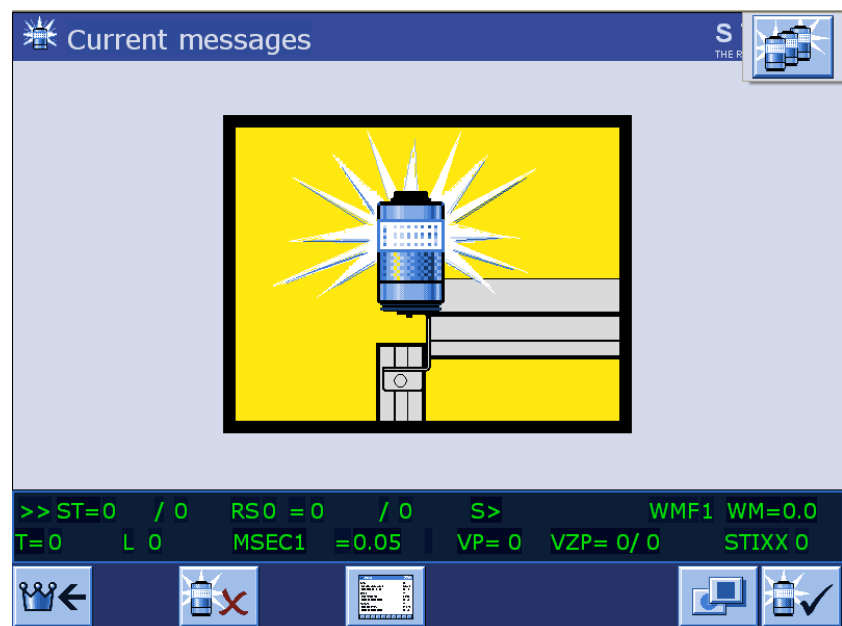 Current messages
S
THE R
>> ST=0 / 0 RS0 = 0 / 0 S> WMF1 WM=0.0
T=0 L 0 MSEC1 =0.05 VP= 0 VZP= 0/ 0 STIXX 0